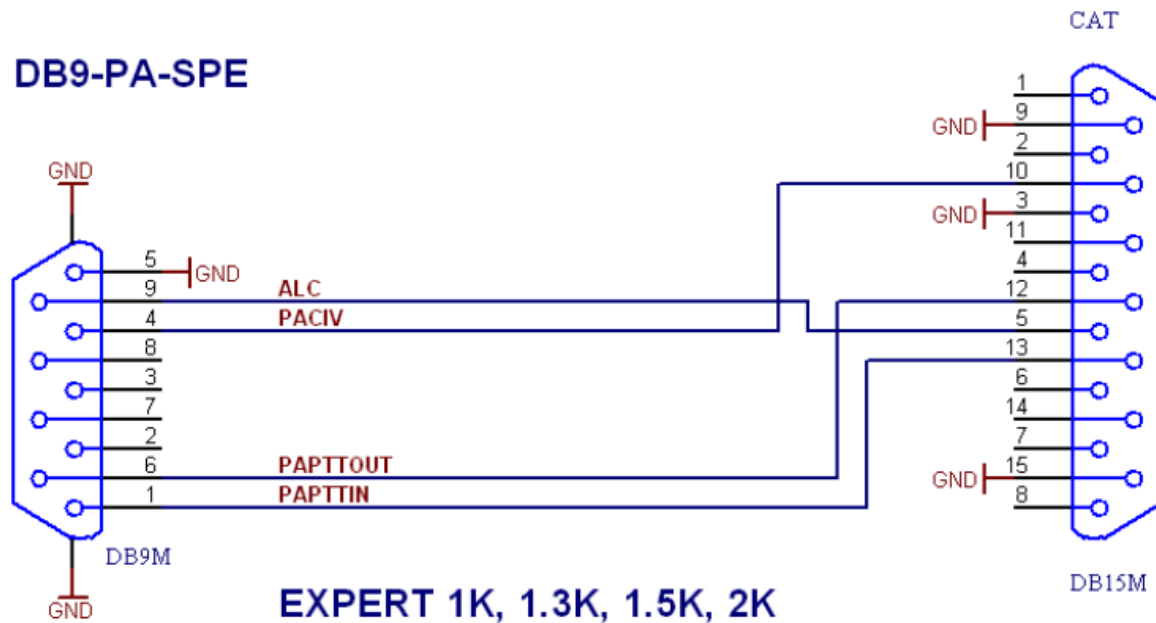 CAT
DB9-PA-SPE
1
9
GND
2
GND
10
3
GND
11
5
GND
4
9
ALC
12
4
PACIV
5
8
13
3
6
7
14
2
7
6
PAPTTOUT
15
GND
1
PAPTTIN
8
DB9M
DB15M
GND
EXPERT 1K, 1.3K, 1.5K, 2K